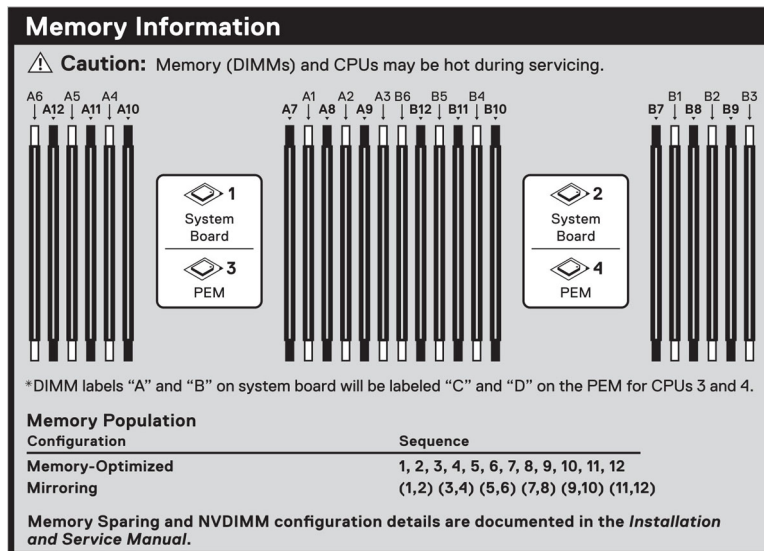 Memory Information
Caution: Memory (DIMMs) and CPUs may be hot during servicing.
A6 A12 A5 A11 A4 A10 A7 A1 A8 A2 A9 A3 B6 B12 B5 B11 B4 B10 B7 B1 B8 B2 B9 B3
1
System
Board
3
PEM
2
System
Board
4
PEM
*DIMM labels “A” and “B” on system board will be labeled “C” and “D” on the PEM for CPUs 3 and 4.
Memory Population
Configuration Sequence
Memory-Optimized 1, 2, 3, 4, 5, 6, 7, 8, 9, 10, 11, 12
Mirroring (1,2) (3,4) (5,6) (7,8) (9,10) (11,12)
Memory Sparing and NVDIMM configuration details are documented in the Installation
and Service Manual.